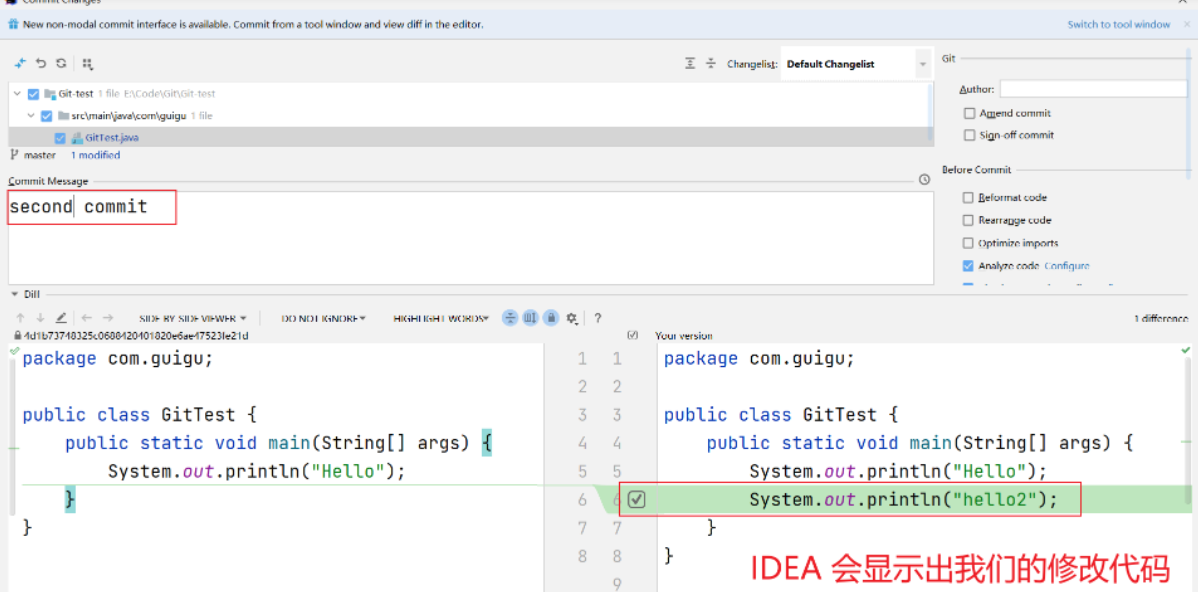 Commit Changes
New non-modal commit interface is available. Commit from a tool window and view diff in the editor.
Switch to tool window
Changelist: Default Changelist
Git
Git-test 1 file E:\Code\Git\Git-test
Author:
src\main\java\com\guigu 1 file
Amend commit
GitTest.java
Sign-off commit
master 1 modified
Before Commit
Commit Message
second commit
Reformat code
Rearrange code
Optimize imports
Analyze code Configure
Diff
SIDE BY SIDE VIEWER DO NOT IGNORE HIGHLIGHT WORDS ? 1 difference
Your version
package com.guigu; 1 1 package com.guigu;
2 2
public class GitTest { 3 3 public class GitTest {
public static void main(String[] args) { 4 4 public static void main(String[] args) {
System.out.println("Hello"); 5 5 System.out.println("Hello");
} 6 6 System.out.println("hello2");
} 7 7 }
8 8 }
9
IDEA 会显示出我们的修改代码